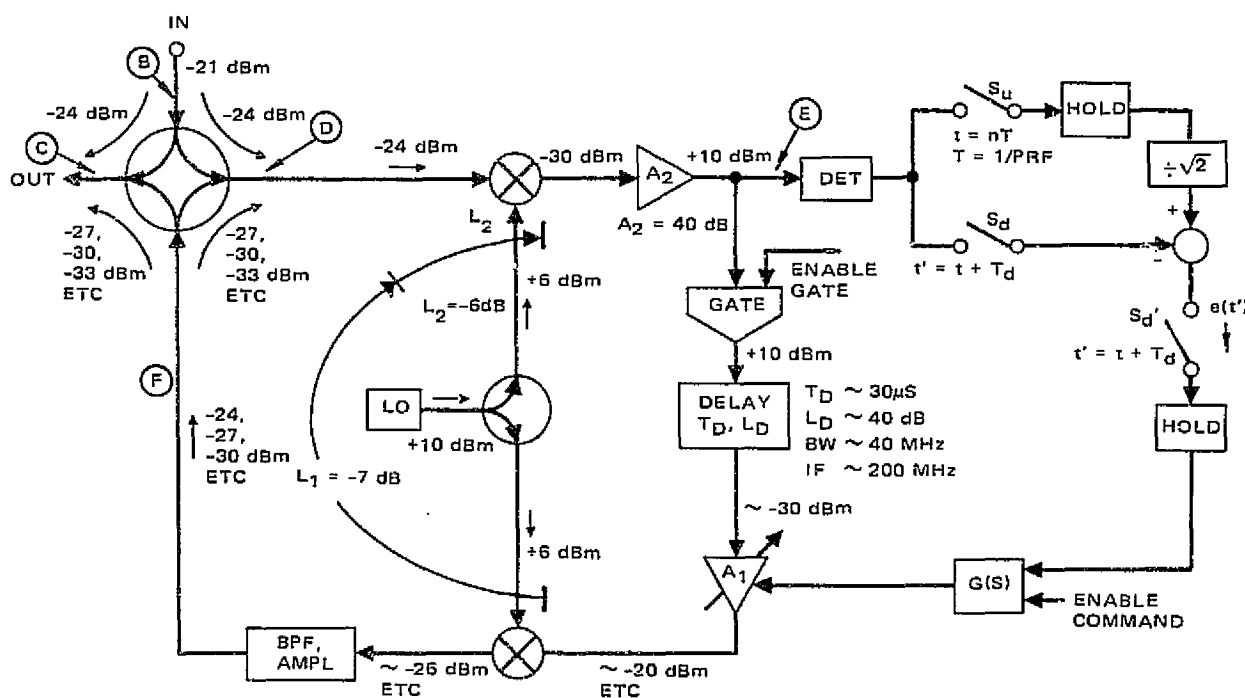 IN
B
-21 dBm
-24 dBm
-24 dBm
C
D
OUT
-27,
-30,
-33 dBm
ETC
-27,
-30,
-33 dBm
ETC
F
-24,
-27,
-30 dBm
ETC
-24 dBm
-30 dBm
L2
A2
A2 = 40 dB
+10 dBm
E
DET
Su
t = nT
T = 1/PRF
HOLD
÷√2
+
-
Sd
t' = t + Td
e(t')
Sd'
t' = t + Td
HOLD
+6 dBm
L2=-6dB
LO
+10 dBm
L1 = -7 dB
+6 dBm
ENABLE
GATE
GATE
+10 dBm
DELAY
TD, LD
TD ~ 30μS
LD ~ 40 dB
BW ~ 40 MHz
IF ~ 200 MHz
~ -30 dBm
A1
G(S)
ENABLE
COMMAND
BPF,
AMPL
~ -26 dBm
ETC
~ -20 dBm
ETC